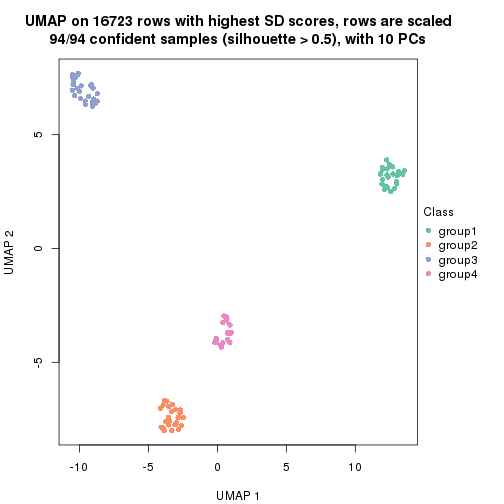 UMAP on 16723 rows with highest SD scores, rows are scaled
94/94 confident samples (silhouette > 0.5), with 10 PCs
5
0
-5
UMAP 2
-10
-5
0
5
10
UMAP 1
Class
group1
group2
group3
group4